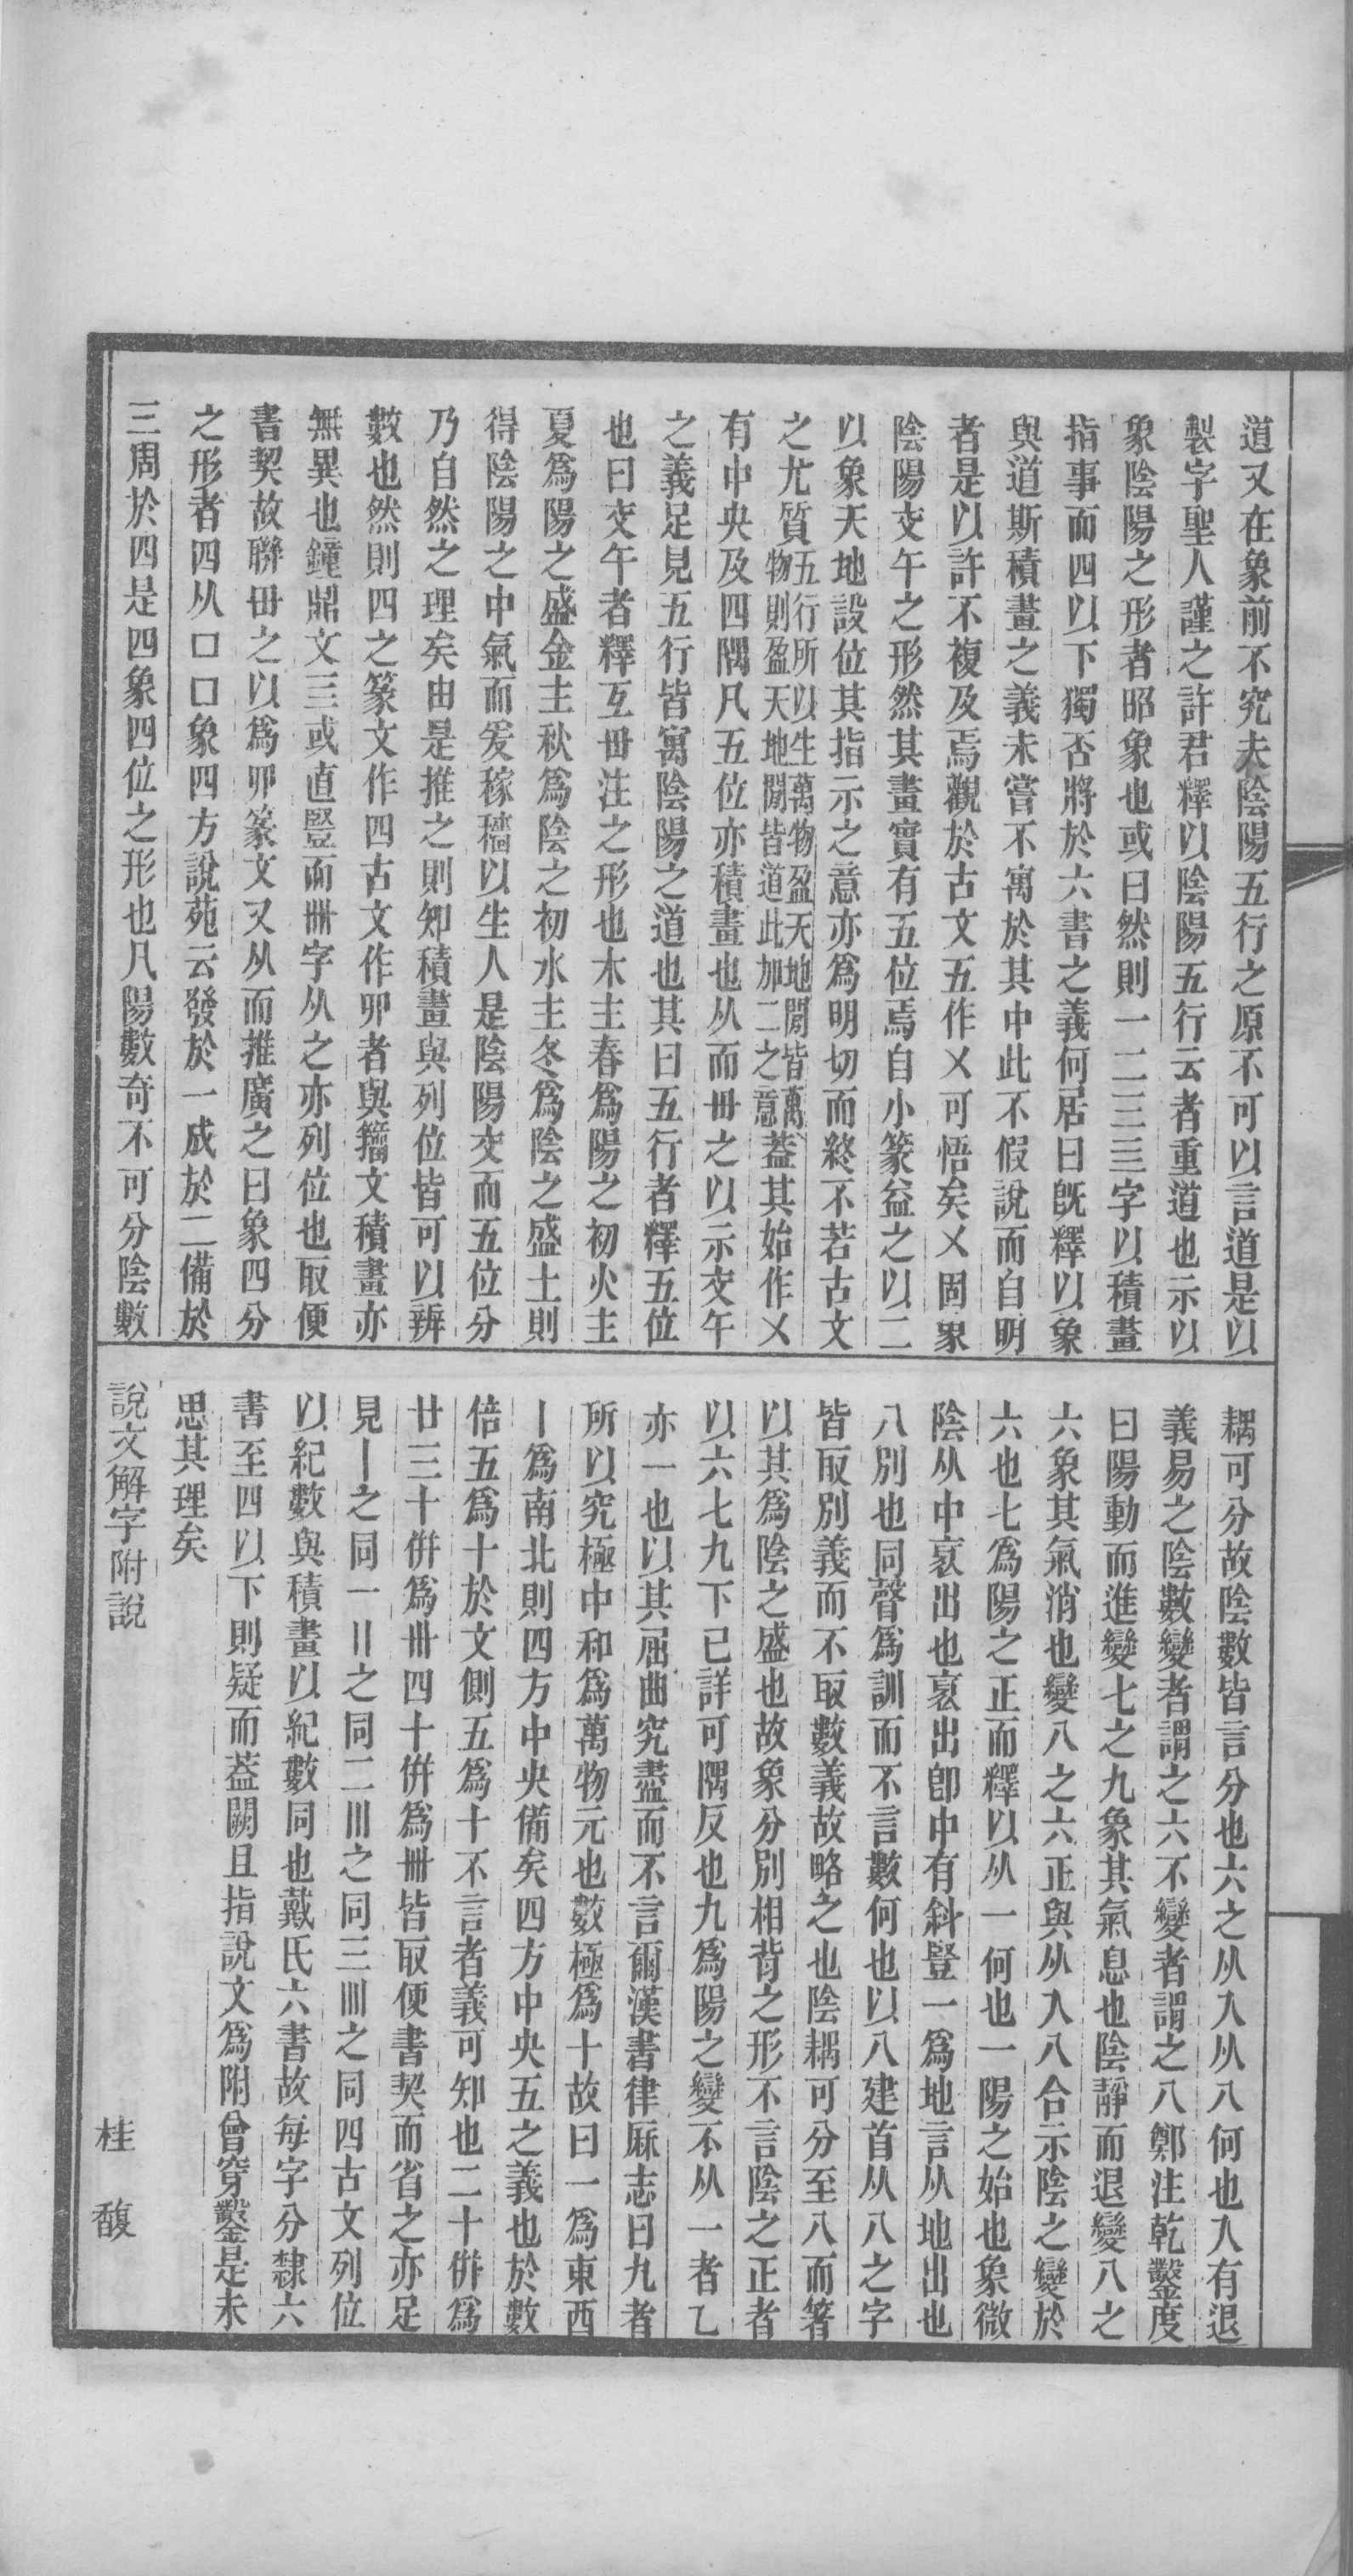 道又在象前不究夫陰陽五行之原不可以言道是以
製字聖人謹之許君釋以陰陽五行云者重道也示以
象陰陽之形者昭象也或曰然則一二三亖字以積畫
指事而四以下獨否將於六書之義何居曰既釋以象
與道斯積畫之義未嘗不寓於其中此不假說而自明
者是以許不複及焉觀於古文五作㐅可悟矣㐅固象
陰陽交午之形然其畫實有五位焉自小篆益之以二
以象天地設位其指示之意亦爲明切而終不若古文
之尤質五行所以生萬物盈天地閒皆萬物則盈天地閒皆道此加二之意蓋其始作㐅
有中央及四隅凡五位亦積畫也从而毌之以示交午
之義足見五行皆寓陰陽之道也其曰五行者釋五位
也曰交午者釋互毌注之形也木主春爲陽之初火主
夏爲陽之盛金主秋爲陰之初水主冬爲陰之盛土則
得陰陽之中氣而爰稼穡以生人是陰陽交而五位分
乃自然之理矣由是推之則知積畫與列位皆可以辨
數也然則四之篆文作四古文作卯者與籀文積畫亦
無異也鐘鼎文亖或直豎而卌字从之亦列位也取便
書契故聯毌之以爲卯篆文又从而推廣之曰象四分
之形者四从口口象四方說苑云發於一成於二備於
三周於四是四象四位之形也凡陽數奇不可分陰數
耦可分故陰數皆言分也六之从入从八何也入有退
義易之陰數變者謂之六不變者謂之八鄭注乾鑿度
曰陽動而進變七之九象其氣息也陰靜而退變八之
六象其氣消也變八之六正與从入八合示陰之變於
六也七爲陽之正而釋以从一何也一陽之始也象微
陰从中衺出也衺出卽中有斜豎一爲地言从地出也
八別也同聲爲訓而不言數何也以八建首从八之字
皆取別義而不取數義故略之也陰耦可分至八而箸
以其爲陰之盛也故象分別相背之形不言陰之正者
以六七九下已詳可隅反也九爲陽之變不从一者乙
亦一也以其屈曲究盡而不言爾漢書律厤志曰九者
所以究極中和爲萬物元也數極爲十故曰一爲東西
丨爲南北則四方中央備矣四方中央五之義也於數
倍五爲十於文側五爲十不言者義可知也二十倂爲
廿三十倂爲卅四十倂爲卌皆取便書契而省之亦足
見丨之同一〢之同二〣之同三〣丨之同四古文列位
以紀數與積畫以紀數同也戴氏六書故每字分隸六
書至四以下則疑而蓋闕且指說文爲附會穿鑿是未
思其理矣
說文解字附說
桂馥